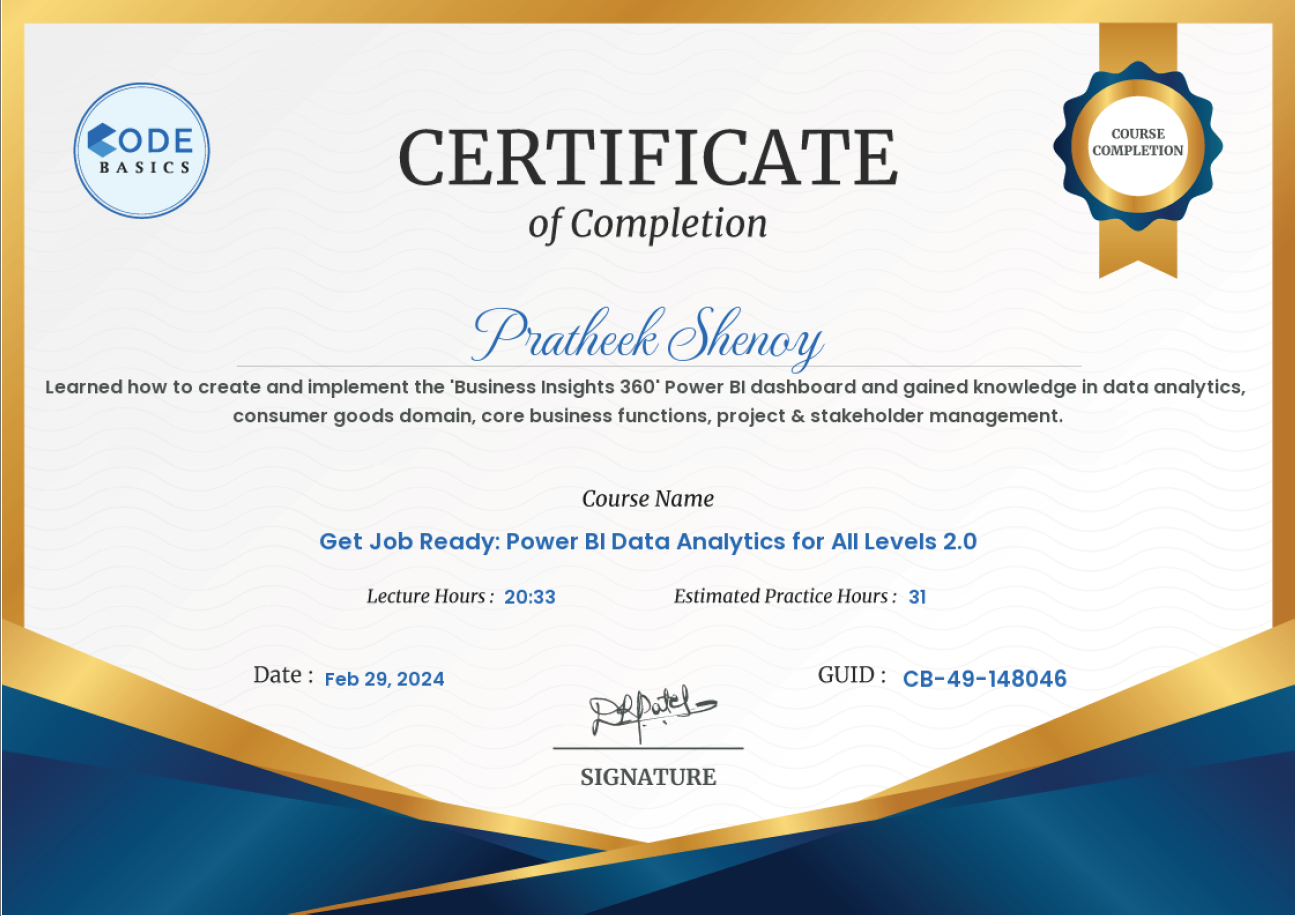 CODE
BASICS
COURSE
COMPLETION
CERTIFICATE
of Completion
Pratheek Shenoy
Learned how to create and implement the 'Business Insights 360' Power BI dashboard and gained knowledge in data analytics,
consumer goods domain, core business functions, project & stakeholder management.
Course Name
Get Job Ready: Power BI Data Analytics for All Levels 2.0
Lecture Hours : 20:33 Estimated Practice Hours : 31
Date : Feb 29, 2024 GUID : CB-49-148046
DRPatel
SIGNATURE